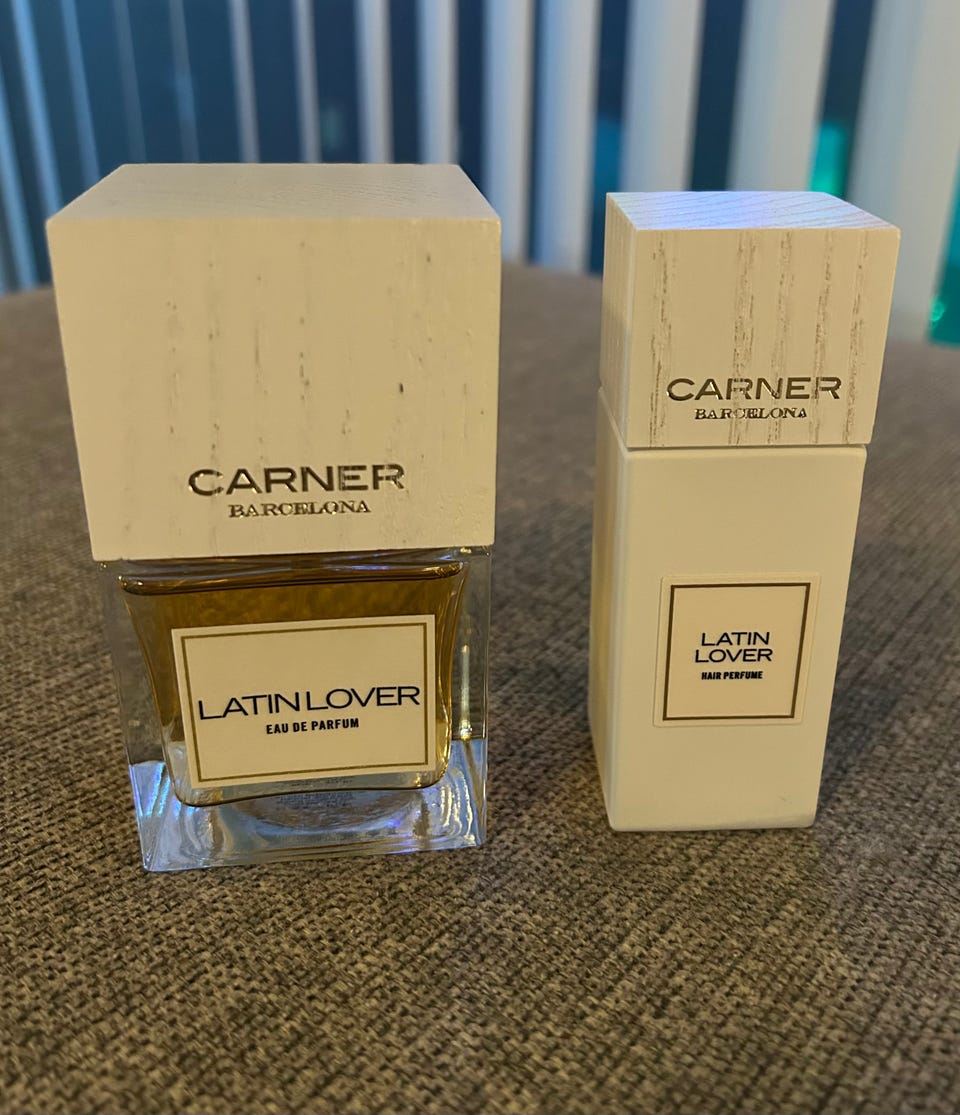 CARNER
BARCELONA
LATIN LOVER
EAU DE PARFUM
CARNER
BARCELONA
LATIN
LOVER
HAIR PERFUME